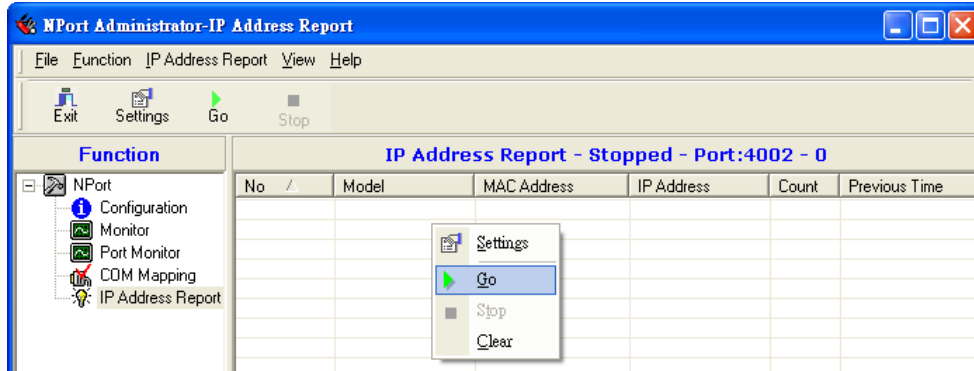 NPort Administrator-IP Address Report
File Function IP Address Report View Help
Exit Settings Go Stop
Function
IP Address Report - Stopped - Port:4002 - 0
NPort
No Model MAC Address IP Address Count Previous Time
Configuration
Monitor
Port Monitor
COM Mapping
IP Address Report
Settings
Go
Stop
Clear